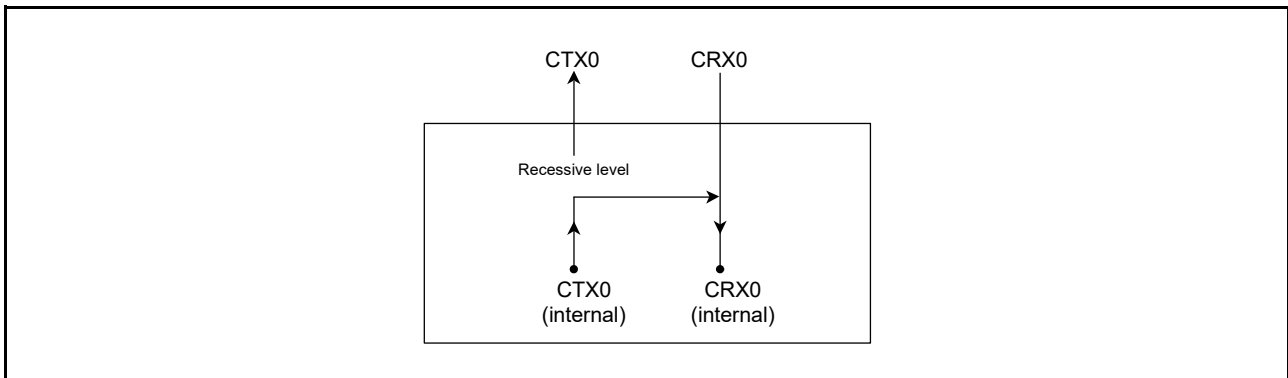 CTX0 CRX0
Recessive level
CTX0 CRX0
(internal) (internal)